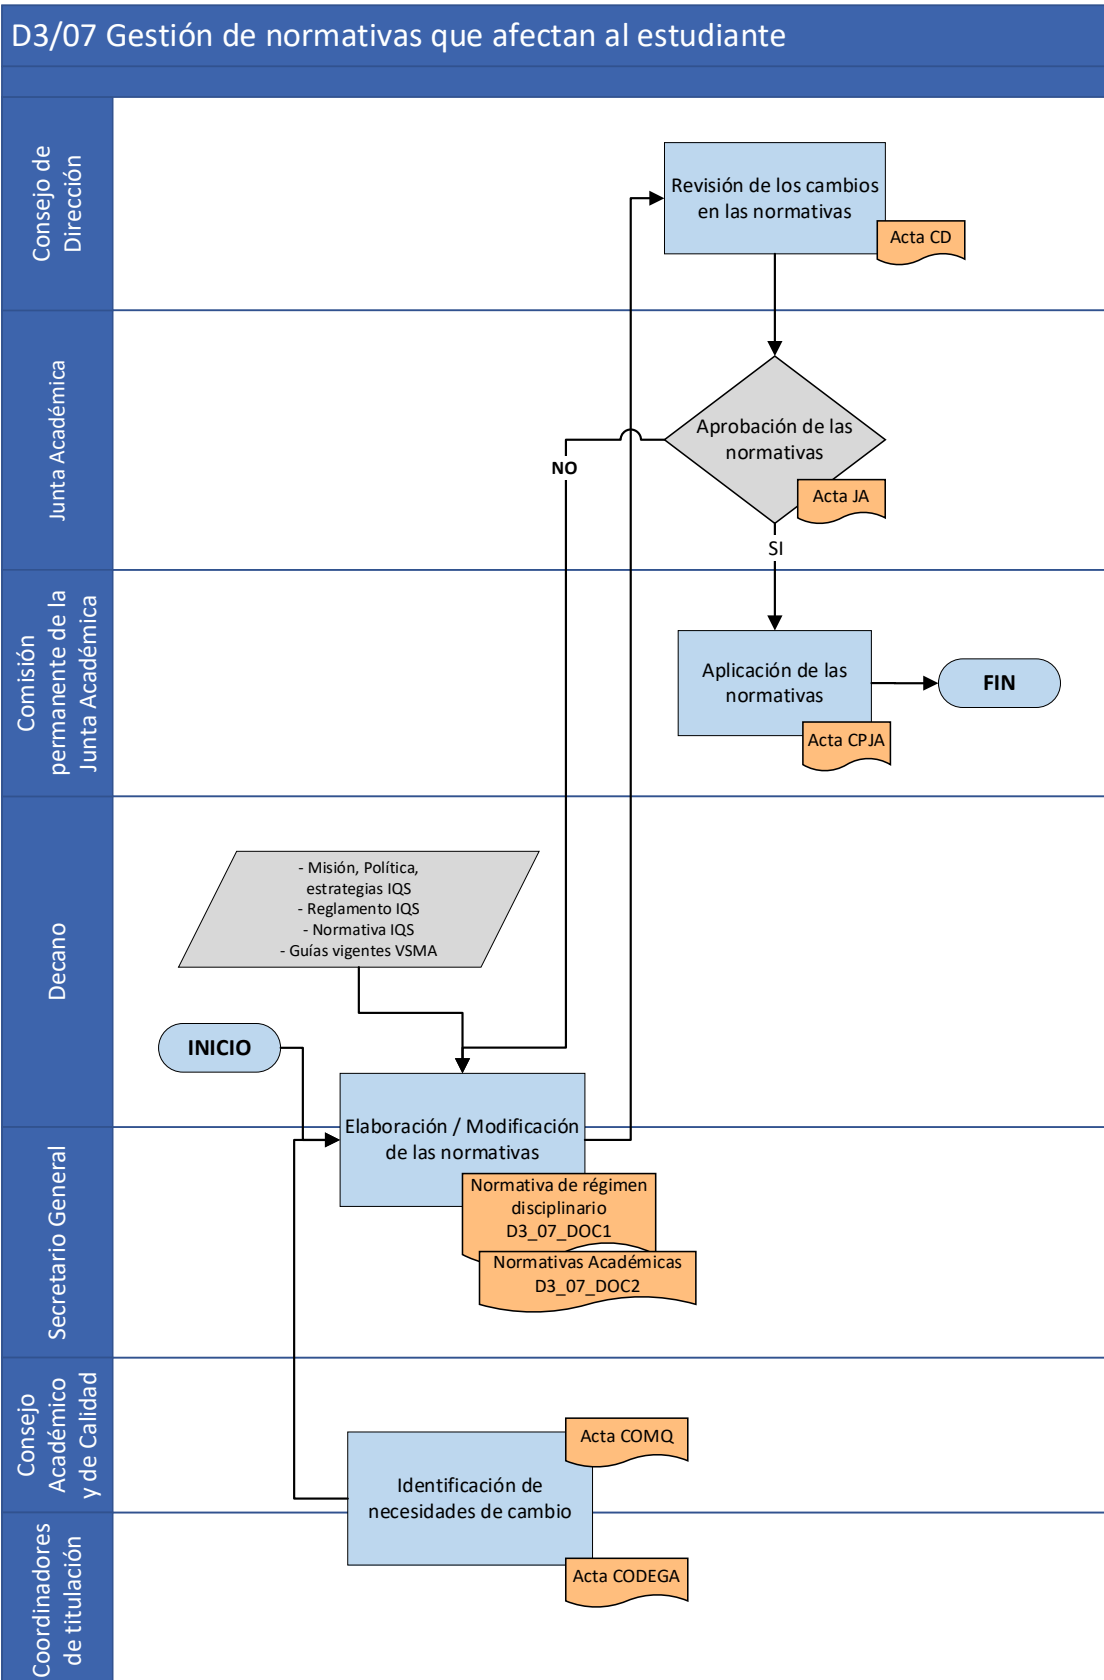 D3/07 Gestión de normativas que afectan al estudiante
Consejo de
Dirección
Revisión de los cambios
en las normativas
Acta CD
Junta Académica
Aprobación de las
normativas
NO
Acta JA
SI
Comisión
permanente de la
Junta Académica
Aplicación de las
normativas
FIN
Acta CPJA
Decano
- Misión, Política,
estrategias IQS
- Reglamento IQS
- Normativa IQS
- Guías vigentes VSMA
INICIO
Elaboración / Modificación
de las normativas
Secretario General
Normativa de régimen
disciplinario
D3_07_DOC1
Normativas Académicas
D3_07_DOC2
Consejo
Académico
y de Calidad
Acta COMQ
Identificación de
necesidades de cambio
Coordinadores
de titulación
Acta CODEGA